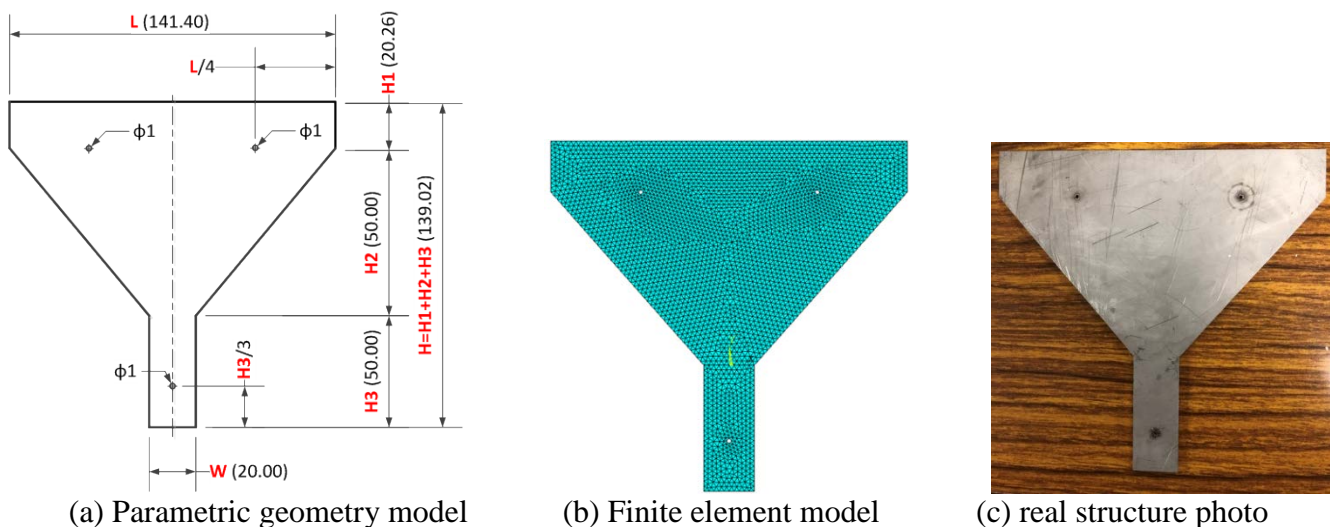 L (141.40)
L/4
H1 (20.26)
ϕ1
ϕ1
H2 (50.00)
H=H1+H2+H3 (139.02)
ϕ1
H3/3
H3 (50.00)
W (20.00)
(a) Parametric geometry model
(b) Finite element model
(c) real structure photo